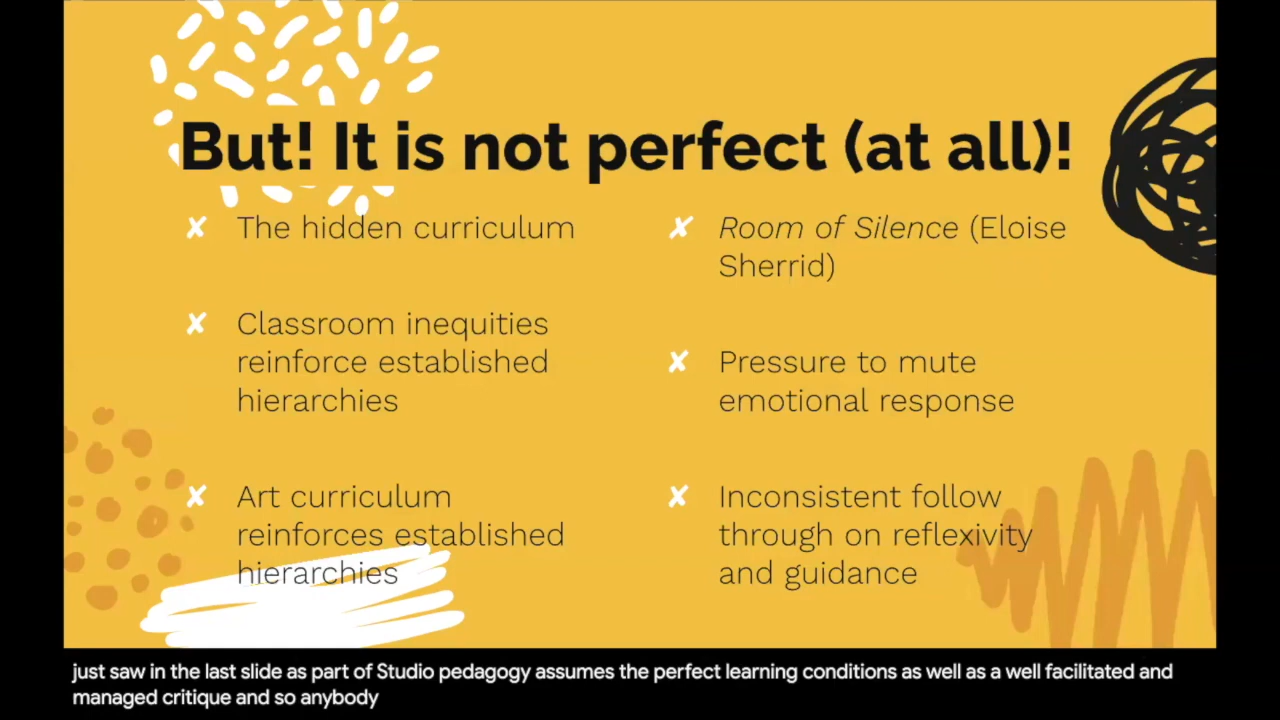 But! It is not perfect (at all)!
The hidden curriculum
Classroom inequities
reinforce established
hierarchies
Art curriculum
reinforces established
hierarchies
Room of Silence (Eloise
Sherrid)
Pressure to mute
emotional response
Inconsistent follow
through on reflexivity
and guidance
just saw in the last slide as part of Studio pedagogy assumes the perfect learning conditions as well as a well facilitated and
managed critique and so anybody